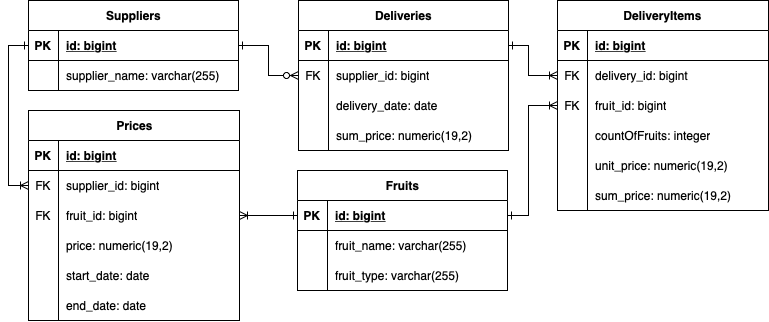 Suppliers
PK id: bigint
supplier_name: varchar(255)
Deliveries
PK id: bigint
FK supplier_id: bigint
delivery_date: date
sum_price: numeric(19,2)
DeliveryItems
PK id: bigint
FK delivery_id: bigint
FK fruit_id: bigint
countOfFruits: integer
unit_price: numeric(19,2)
sum_price: numeric(19,2)
Prices
PK id: bigint
FK supplier_id: bigint
FK fruit_id: bigint
price: numeric(19,2)
start_date: date
end_date: date
Fruits
PK id: bigint
fruit_name: varchar(255)
fruit_type: varchar(255)